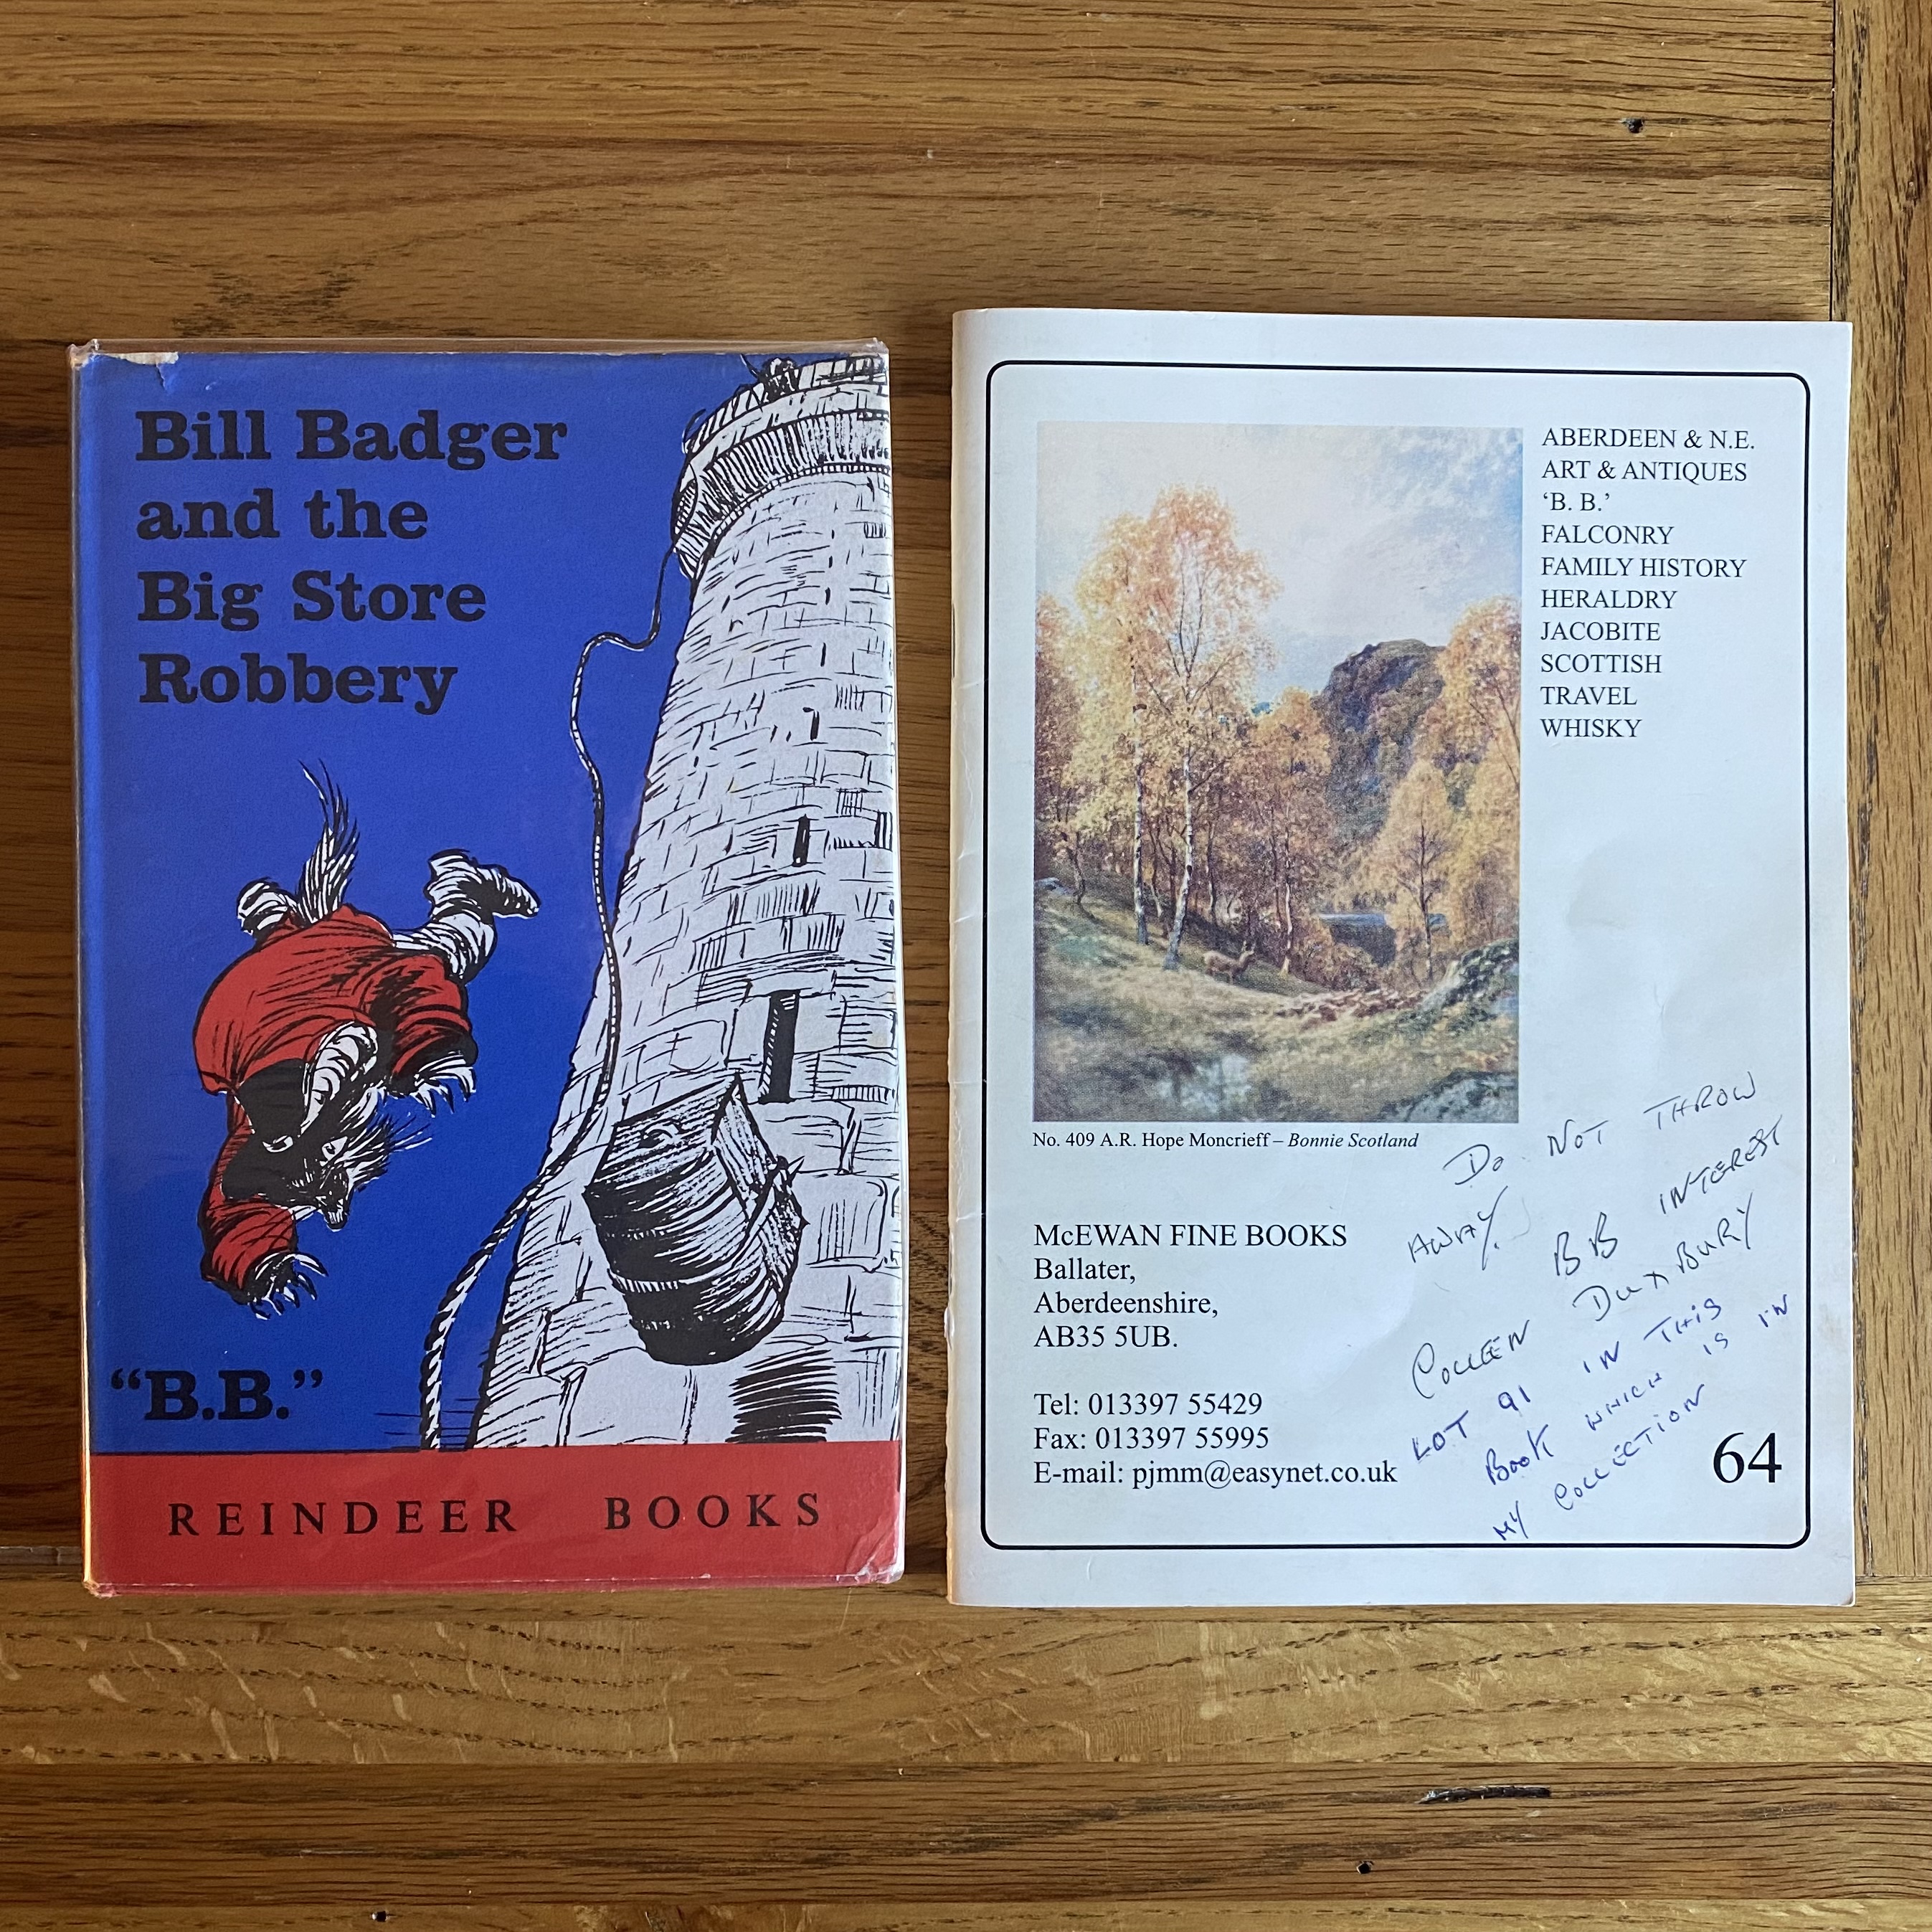 Bill Badger
and the
Big Store
Robbery
"B.B."
REINDEER BOOKS
ABERDEEN & N.E.
ART & ANTIQUES
‘B. B.’
FALCONRY
FAMILY HISTORY
HERALDRY
JACOBITE
SCOTTISH
TRAVEL
WHISKY
No. 409 A.R. Hope Moncrieff – Bonnie Scotland
McEWAN FINE BOOKS
Ballater,
Aberdeenshire,
AB35 5UB.
Tel: 013397 55429
Fax: 013397 55995
E-mail: pjmm@easynet.co.uk
DO NOT THROW
AWAY.
BB INTEREST
COLLEEN DUXBURY
LOT 91 IN THIS
BOOK WHICH IS IN
MY COLLECTION
64